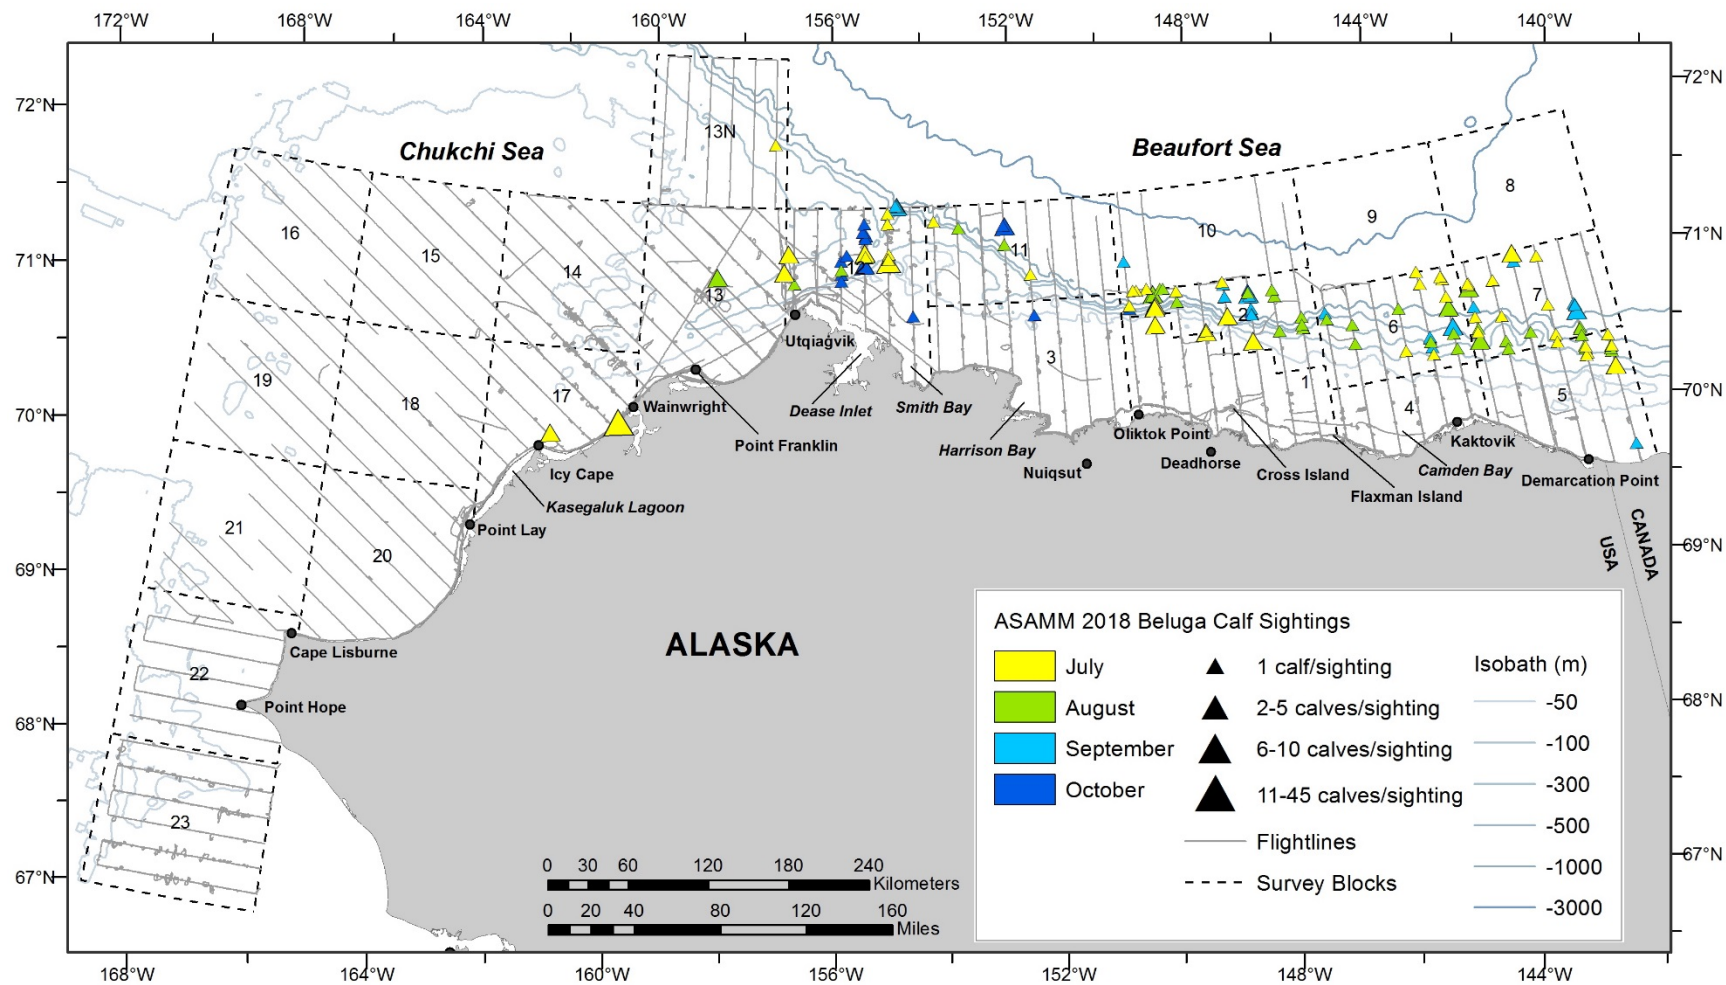 172°W 168°W 164°W 160°W 156°W 152°W 148°W 144°W 140°W
72°N 72°N
13N
Chukchi Sea Beaufort Sea
8
9
10
16
15
11
71°N 71°N
14
12
13
7
2
6
3
19
18
17
1
4
5
70°N 70°N
Utqiaġvik
Wainwright
Dease Inlet
Smith Bay
Point Franklin
Harrison Bay
Oliktok Point
Nuiqsut
Deadhorse
Cross Island
Flaxman Island
Camden Bay
Kaktovik
Demarcation Point
Icy Cape
Kasegaluk Lagoon
Point Lay
21
20
69°N 69°N
USA
CANADA
Cape Lisburne
22
Point Hope
ALASKA
68°N 68°N
23
67°N 67°N
ASAMM 2018 Beluga Calf Sightings
July
August
September
October
1 calf/sighting
2-5 calves/sighting
6-10 calves/sighting
11-45 calves/sighting
Flightlines
Survey Blocks
Isobath (m)
-50
-100
-300
-500
-1000
-3000
0 30 60 120 180 240
Kilometers
0 20 40 80 120 160
Miles
168°W 164°W 160°W 156°W 152°W 148°W 144°W